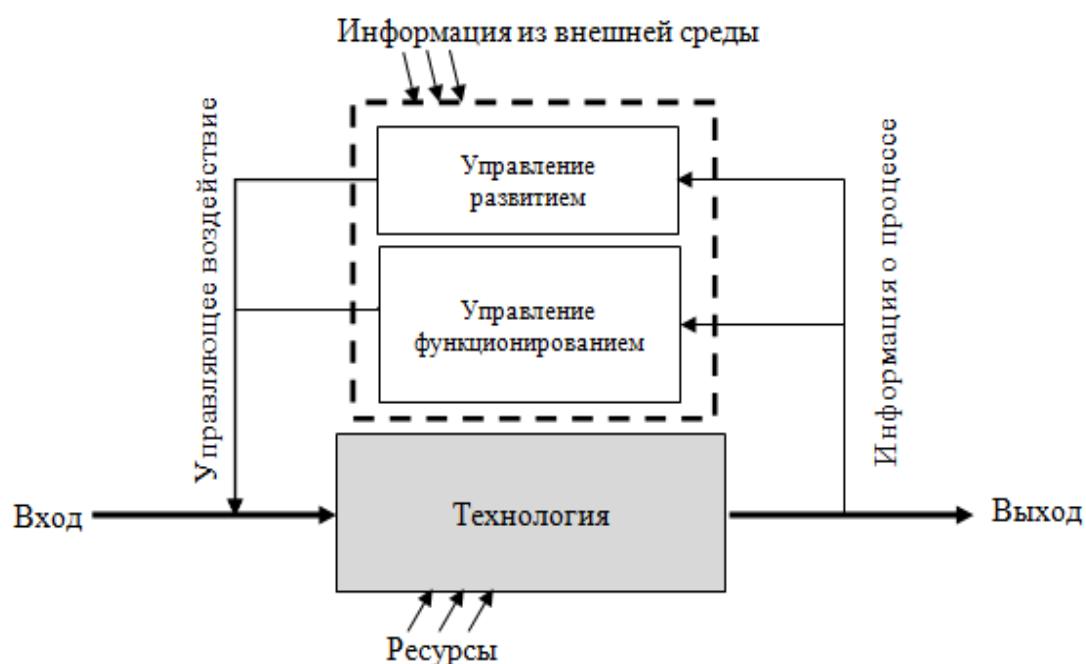 Информация из внешней среды
Управляющее воздействие
Управление
развитием
Информация о процессе
Управление
функционированием
Вход
Технология
Выход
Ресурсы